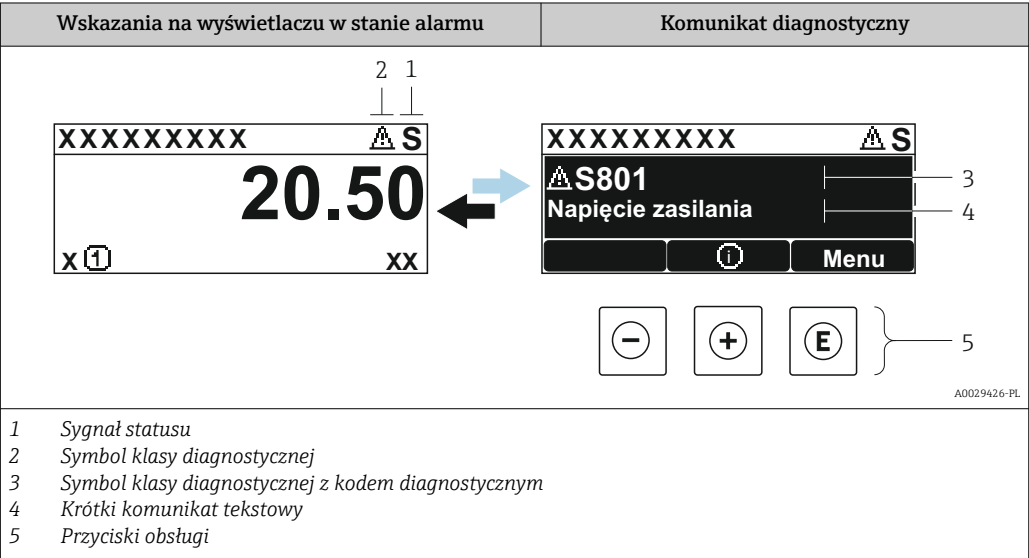 Wskazania na wyświetlaczu w stanie alarmu
Komunikat diagnostyczny
2 1
XXXXXXXXX ⚠ S
20.50
x ① xx
XXXXXXXXX ⚠ S
⚠S801
Napięcie zasilania
ⓘ Menu
3
4
− + E
5
A0029426-PL
1 Sygnał statusu
2 Symbol klasy diagnostycznej
3 Symbol klasy diagnostycznej z kodem diagnostycznym
4 Krótki komunikat tekstowy
5 Przyciski obsługi